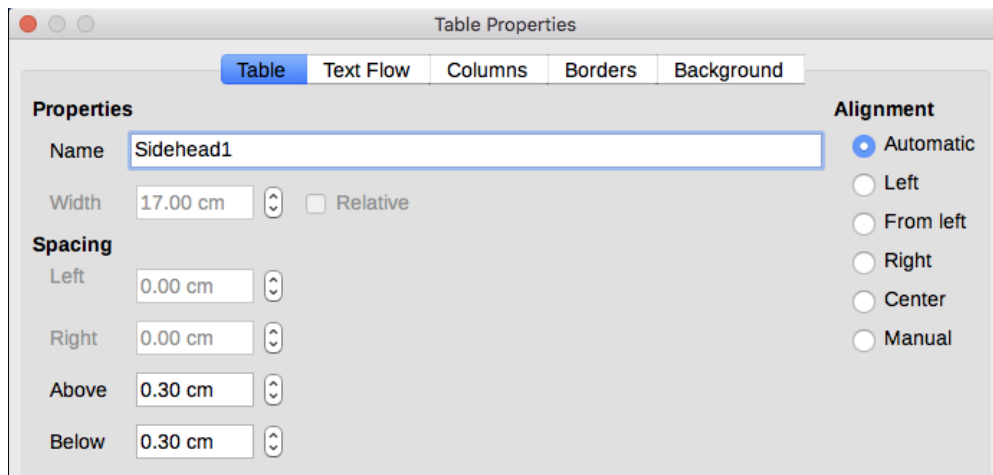 Table Properties
Table Text Flow Columns Borders Background
Properties
Name Sidehead1
Width 17.00 cm Relative
Spacing
Left 0.00 cm
Right 0.00 cm
Above 0.30 cm
Below 0.30 cm
Alignment
Automatic
Left
From left
Right
Center
Manual